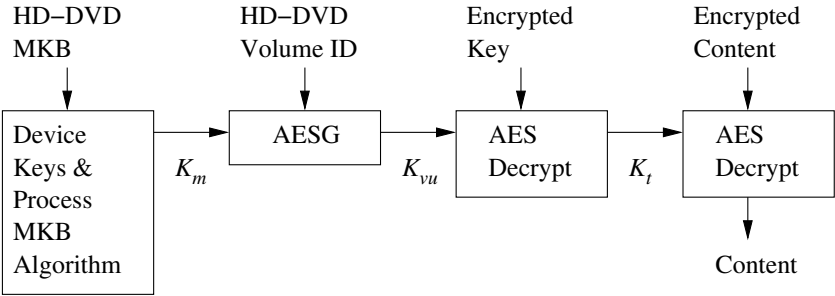 HD−DVD
MKB
HD−DVD
Volume ID
Encrypted
Key
Encrypted
Content
Device
Keys &
Process
MKB
Algorithm
K_m
AESG
K_vu
AES
Decrypt
K_t
AES
Decrypt
Content